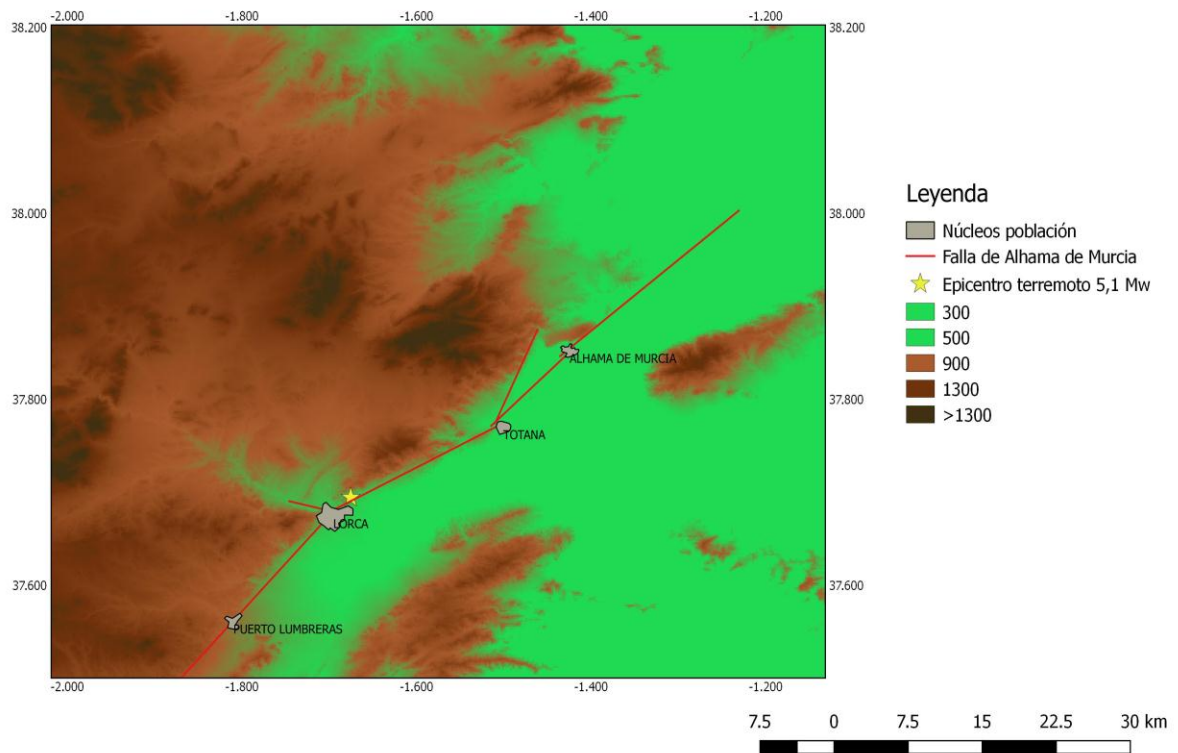 -2.000 -1.800 -1.600 -1.400 -1.200
38.200 38.200
38.000 38.000
37.800 37.800
37.600 37.600
ALHAMA DE MURCIA
TOTANA
LORCA
PUERTO LUMBRERAS
-2.000 -1.800 -1.600 -1.400 -1.200
Leyenda
Núcleos población
Falla de Alhama de Murcia
Epicentro terremoto 5,1 Mw
300
500
900
1300
>1300
7.5 0 7.5 15 22.5 30 km